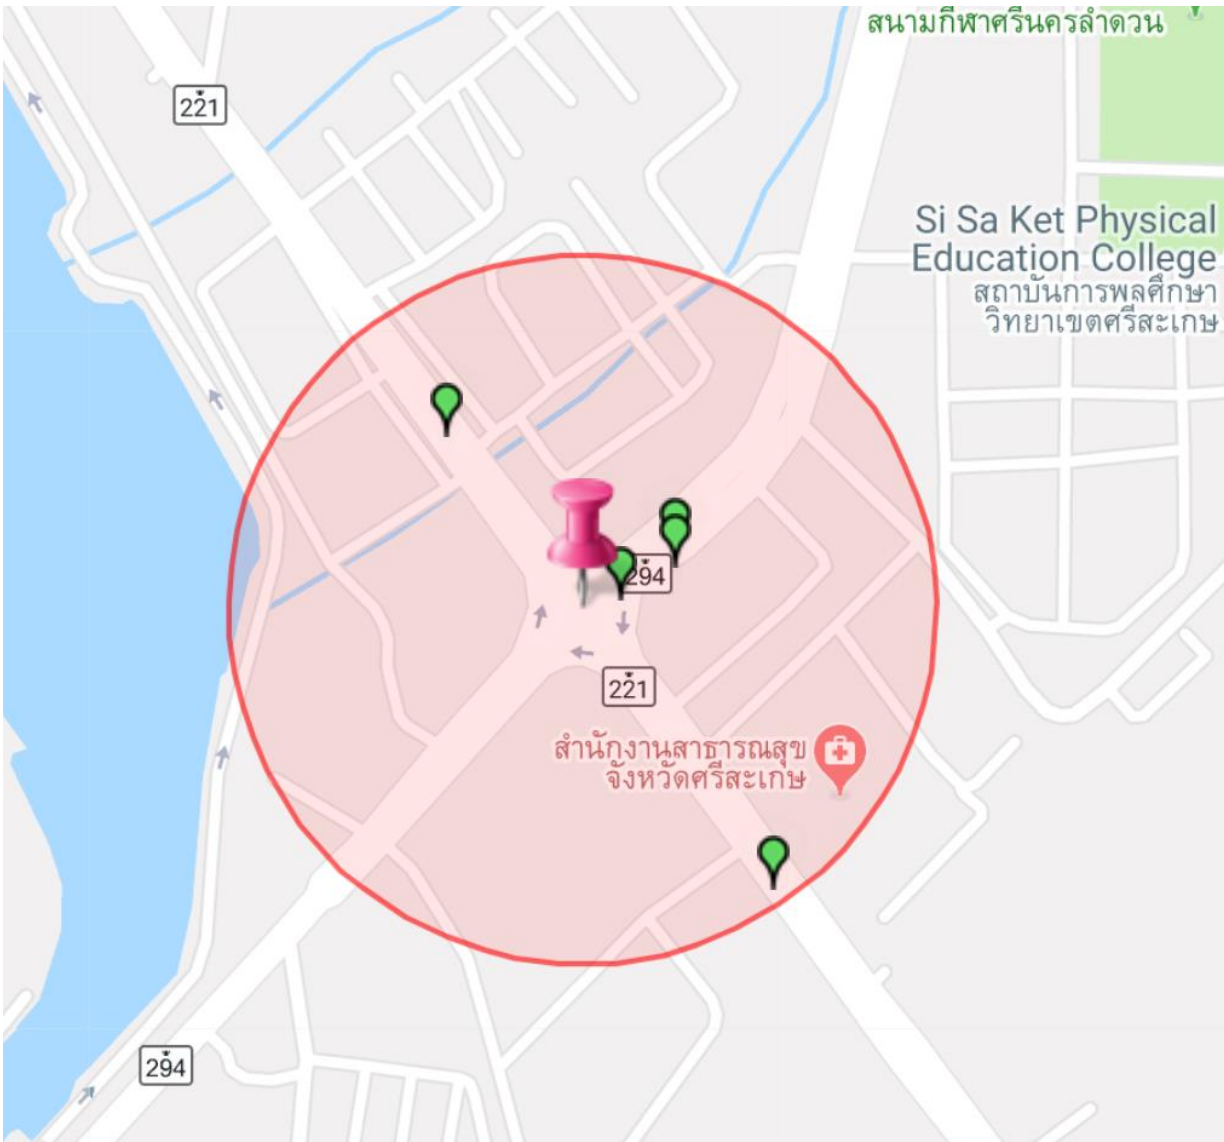 สนามกีฬาศรีนครลำดวน
221
Si Sa Ket Physical
Education College
สถาบันการพลศึกษา
วิทยาเขตศรีสะเกษ
294
221
สำนักงานสาธารณสุข
จังหวัดศรีสะเกษ
294